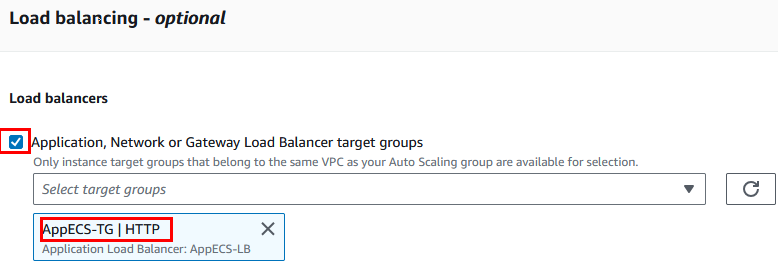 Load balancing - optional
Load balancers
Application, Network or Gateway Load Balancer target groups
Only instance target groups that belong to the same VPC as your Auto Scaling group are available for selection.
Select target groups
AppECS-TG | HTTP
Application Load Balancer: AppECS-LB